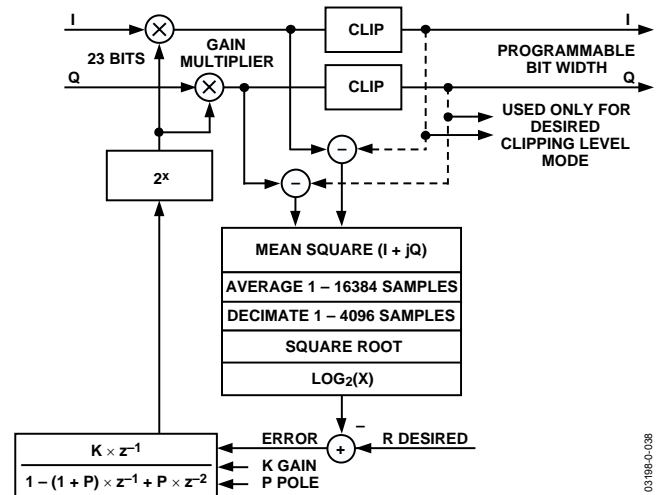 I
CLIP
I
23 BITS
GAIN
MULTIPLIER
PROGRAMMABLE
BIT WIDTH
Q
CLIP
Q
USED ONLY FOR
DESIRED
CLIPPING LEVEL
MODE
–
–
2ˣ
MEAN SQUARE (I + jQ)
AVERAGE 1 – 16384 SAMPLES
DECIMATE 1 – 4096 SAMPLES
SQUARE ROOT
LOG₂(X)
–
ERROR
+
R DESIRED
K × z⁻¹
1 – (1 + P) × z⁻¹ + P × z⁻²
K GAIN
P POLE
03198-0-038